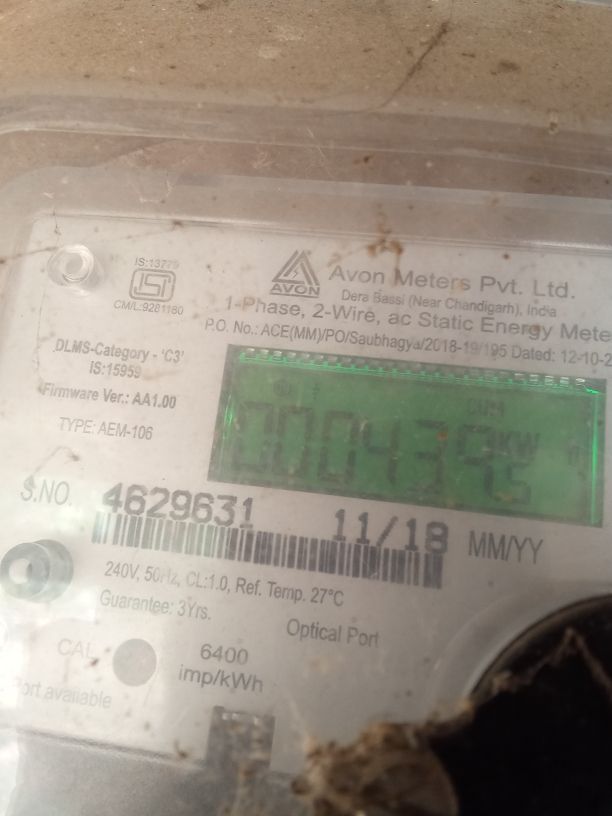 IS:13779
ISI
CM/L:9281180
AVON
Avon Meters Pvt. Ltd.
Dera Bassi (Near Chandigarh), India
1-Phase, 2-Wire, ac Static Energy Mete
P.O. No.: ACE(MM)/PO/Saubhagya/2018-19/195 Dated: 12-10-2
DLMS-Category - 'C3'
IS:15959
Firmware Ver.: AA1.00
TYPE: AEM-106
CUM
KW
S.NO. 4629631 11/18 MM/YY
240V, 50Hz, CL:1.0, Ref. Temp. 27°C
Guarantee: 3Yrs.
Optical Port
CAL
6400
imp/kWh
Port available